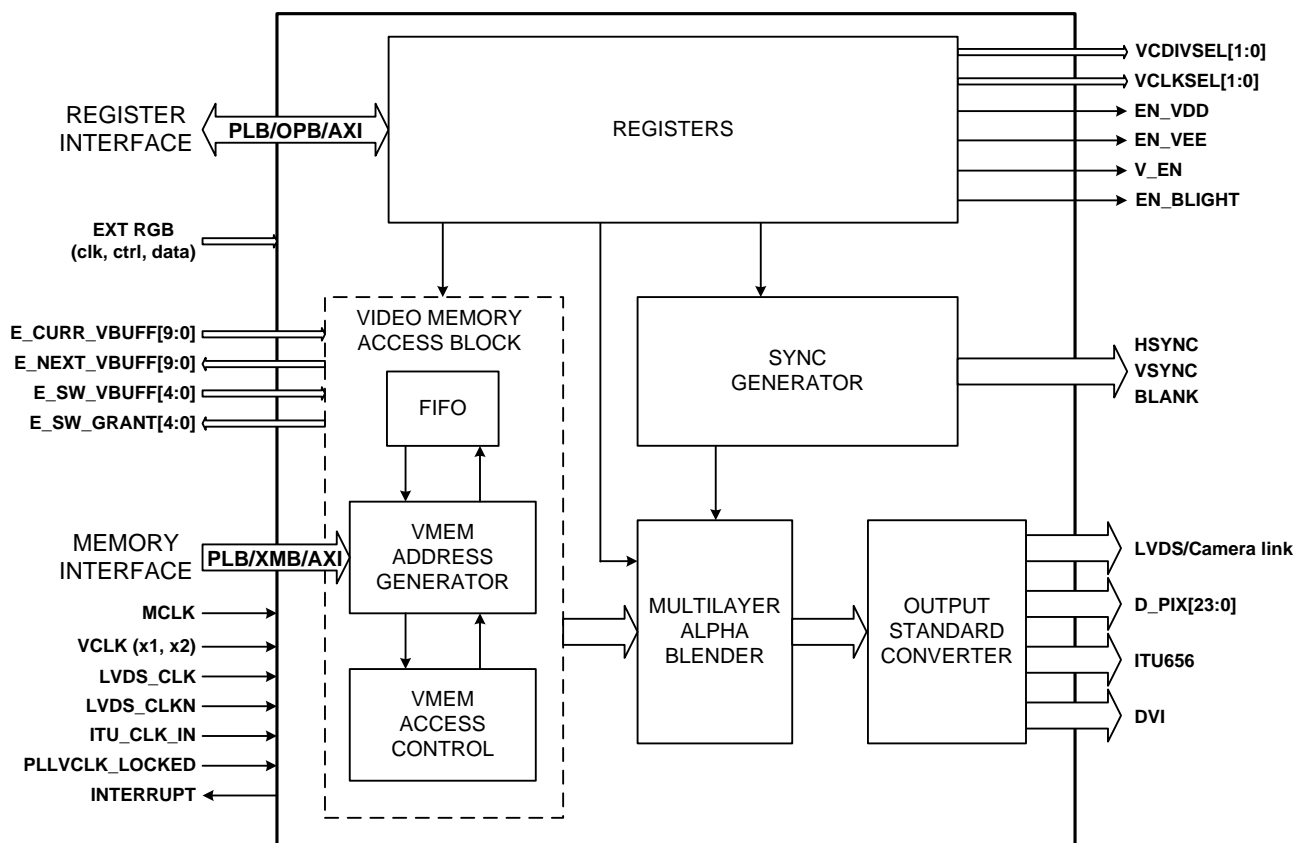 REGISTER
INTERFACE
PLB/OPB/AXI
REGISTERS
VCDIVSEL[1:0]
VCLKSEL[1:0]
EN_VDD
EN_VEE
V_EN
EN_BLIGHT
EXT RGB
(clk, ctrl, data)
E_CURR_VBUFF[9:0]
E_NEXT_VBUFF[9:0]
E_SW_VBUFF[4:0]
E_SW_GRANT[4:0]
VIDEO MEMORY
ACCESS BLOCK
FIFO
SYNC
GENERATOR
HSYNC
VSYNC
BLANK
MEMORY
INTERFACE
PLB/XMB/AXI
VMEM
ADDRESS
GENERATOR
VMEM
ACCESS
CONTROL
MULTILAYER
ALPHA
BLENDER
OUTPUT
STANDARD
CONVERTER
LVDS/Camera link
D_PIX[23:0]
ITU656
DVI
MCLK
VCLK (x1, x2)
LVDS_CLK
LVDS_CLKN
ITU_CLK_IN
PLLVCLK_LOCKED
INTERRUPT